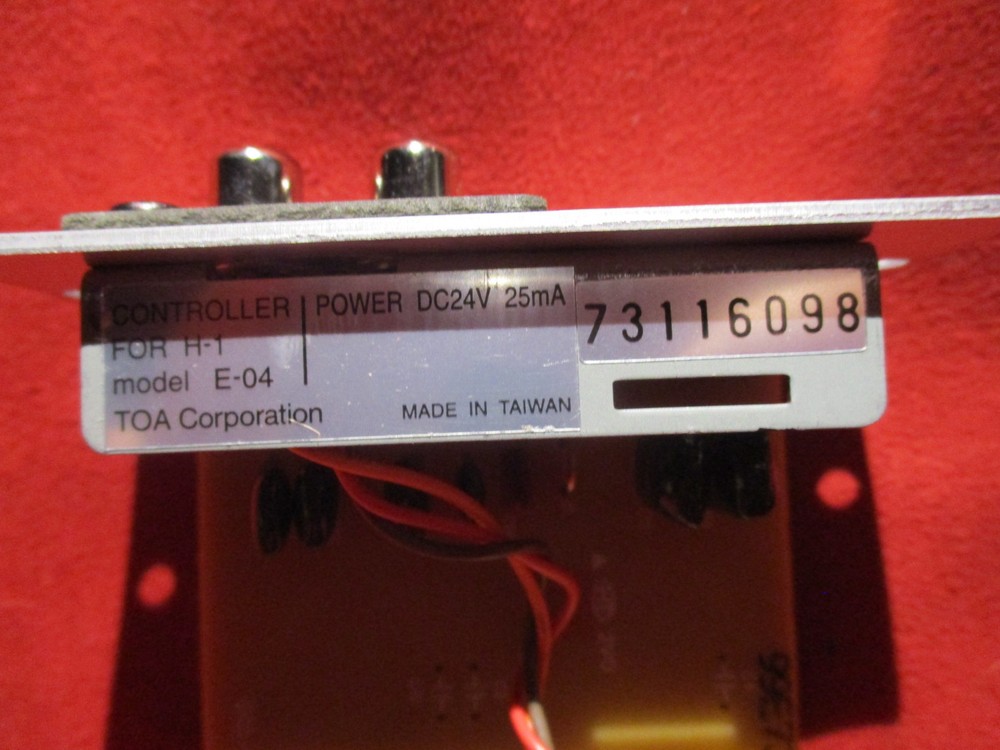 CONTROLLER
FOR H-1
model E-04
TOA Corporation
POWER DC24V 25mA
MADE IN TAIWAN
73116098